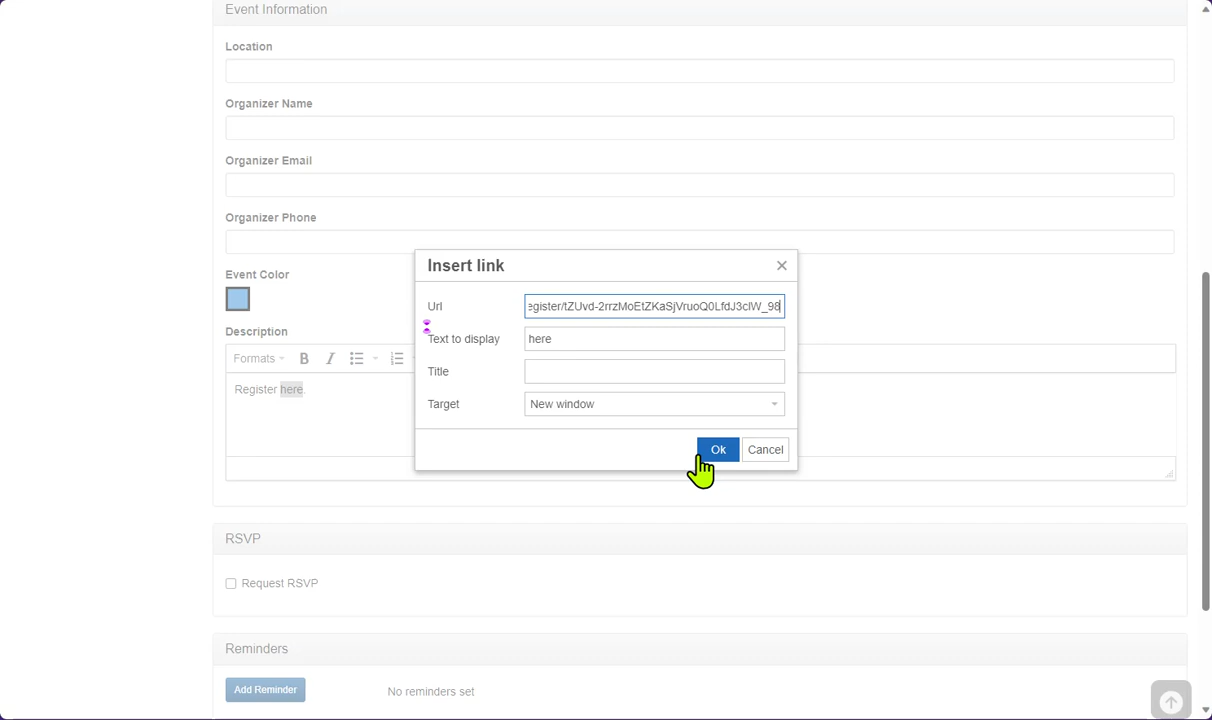 Event Information
Location
Organizer Name
Organizer Email
Organizer Phone
Event Color
Description
Formats
B I
Register here.
Insert link
Url egister/tZUvd-2rrzMoEtZKaSjVruoQ0LfdJ3clW_98
Text to display here
Title
Target New window
Ok Cancel
RSVP
Request RSVP
Reminders
Add Reminder No reminders set